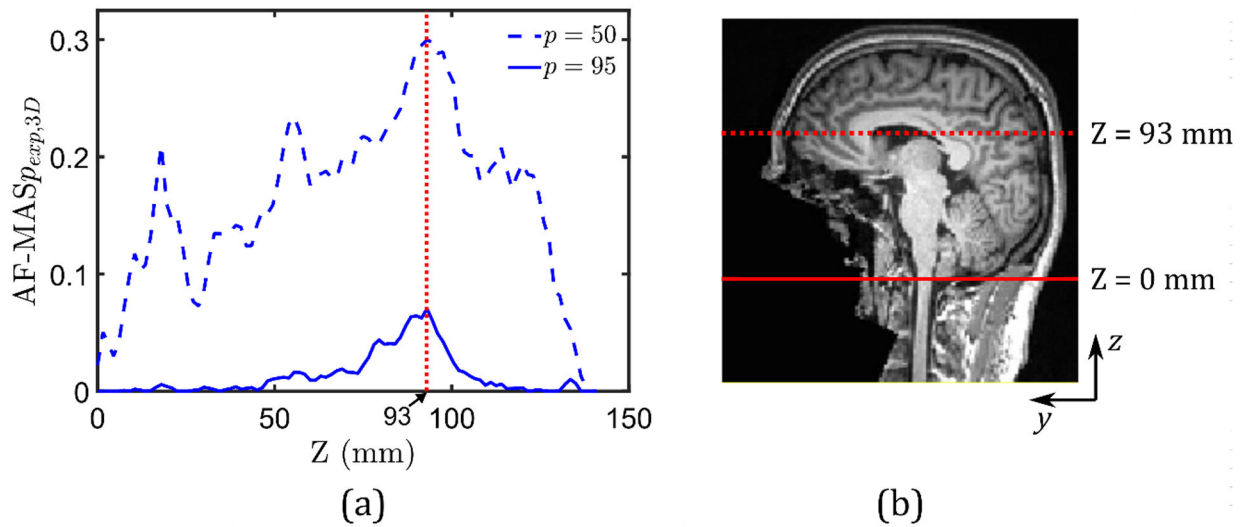 0.3
0.2
0.1
0
AF-MASp_{exp,3D}
p = 50
p = 95
0
50
93
100
150
Z (mm)
(a)
Z = 93 mm
Z = 0 mm
z
y
(b)